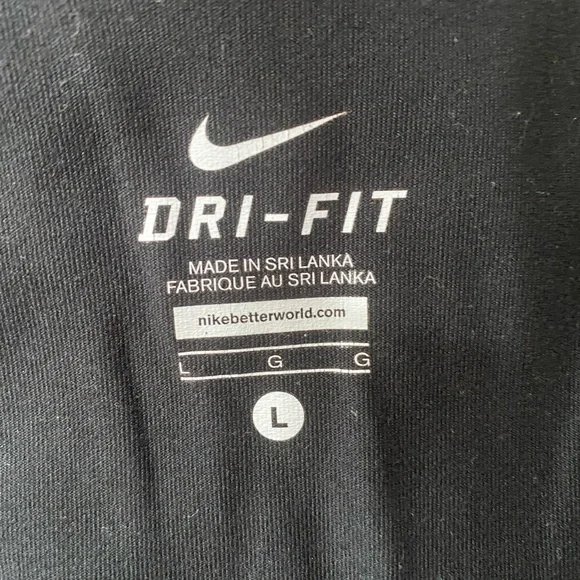 DRI-FIT
MADE IN SRI LANKA
FABRIQUE AU SRI LANKA
nikebetterworld.com
L G G
L